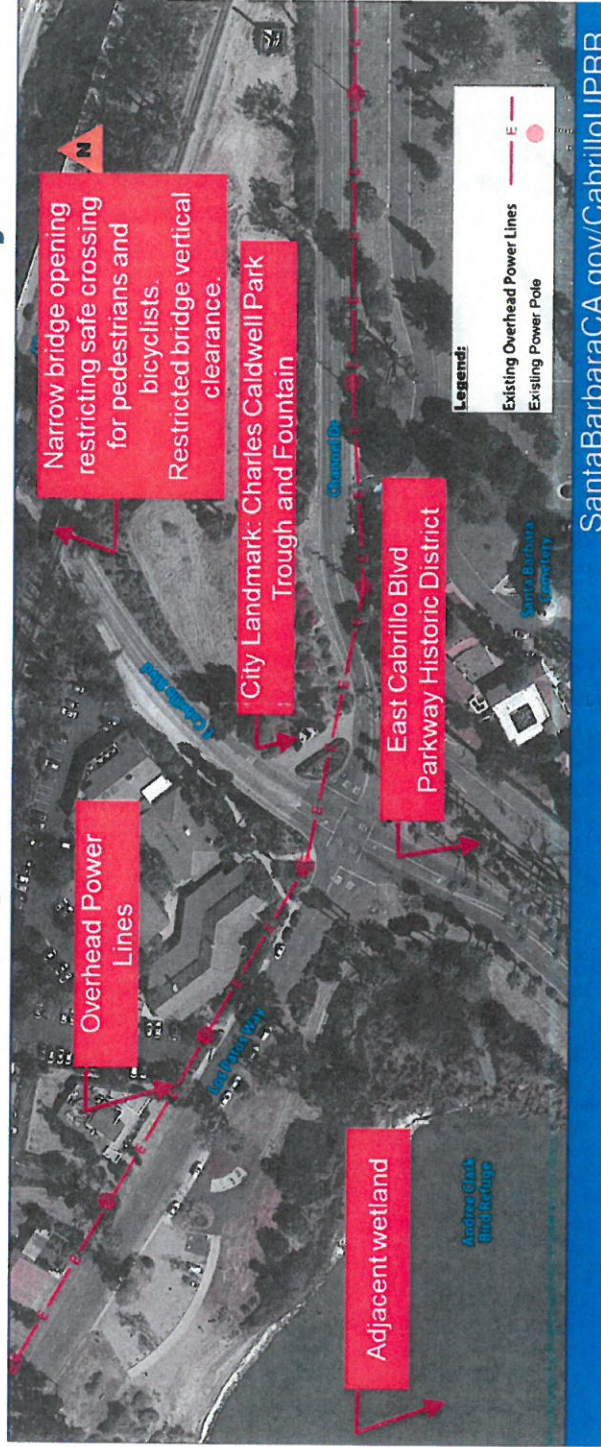 Narrow bridge opening
restricting safe crossing
for pedestrians and
bicyclists.
Restricted bridge vertical
clearance.
N
Overhead Power
Lines
E Cabrillo Blvd
City Landmark: Charles Caldwell Park
Trough and Fountain
Los Patos Way
Channel Dr
East Cabrillo Blvd
Parkway Historic District
Adjacent wetland
Andree Clark
Bird Refuge
Santa Barbara
Cemetery
Legend:
Existing Overhead Power Lines
E
Existing Power Pole
SantaBarbaraCA.gov/CabrilloUPRR